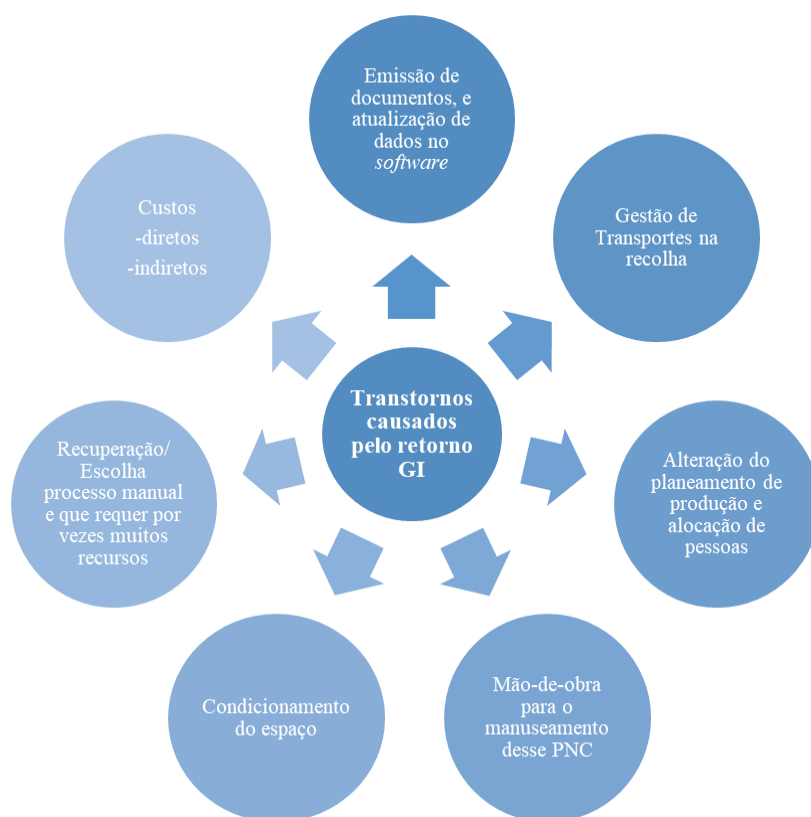 Emissão de
documentos, e
atualização de
dados no
software
Gestão de
Transportes na
recolha
Alteração do
planeamento de
produção e
alocação de
pessoas
Mão-de-obra
para o
manuseamento
desse PNC
Condicionamento
do espaço
Recuperação/
Escolha
processo manual
e que requer por
vezes muitos
recursos
Custos
-diretos
-indiretos
Transtornos
causados
pelo retorno
GI